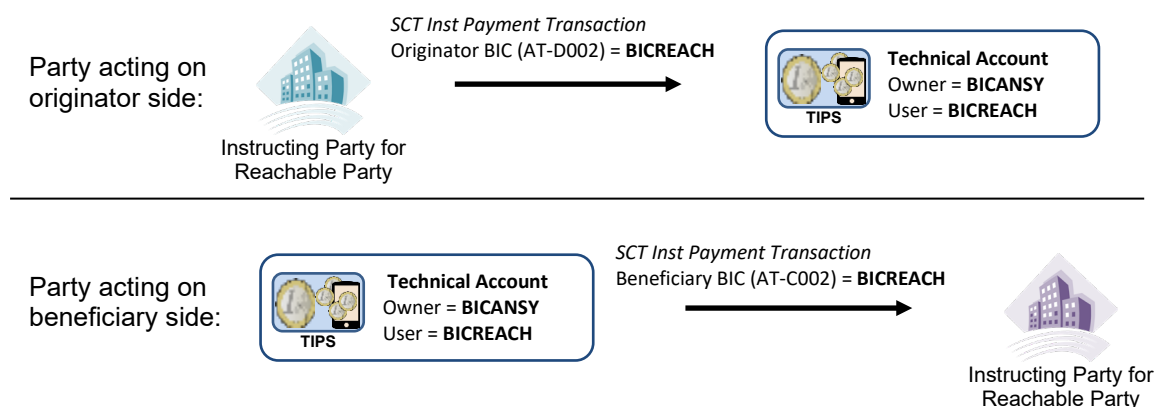 SCT Inst Payment Transaction
Originator BIC (AT-D002) = BICREACH
Party acting on
originator side:
Instructing Party for
Reachable Party
TIPS
Technical Account
Owner = BICANSY
User = BICREACH
SCT Inst Payment Transaction
Beneficiary BIC (AT-C002) = BICREACH
Party acting on
beneficiary side:
TIPS
Technical Account
Owner = BICANSY
User = BICREACH
Instructing Party for
Reachable Party